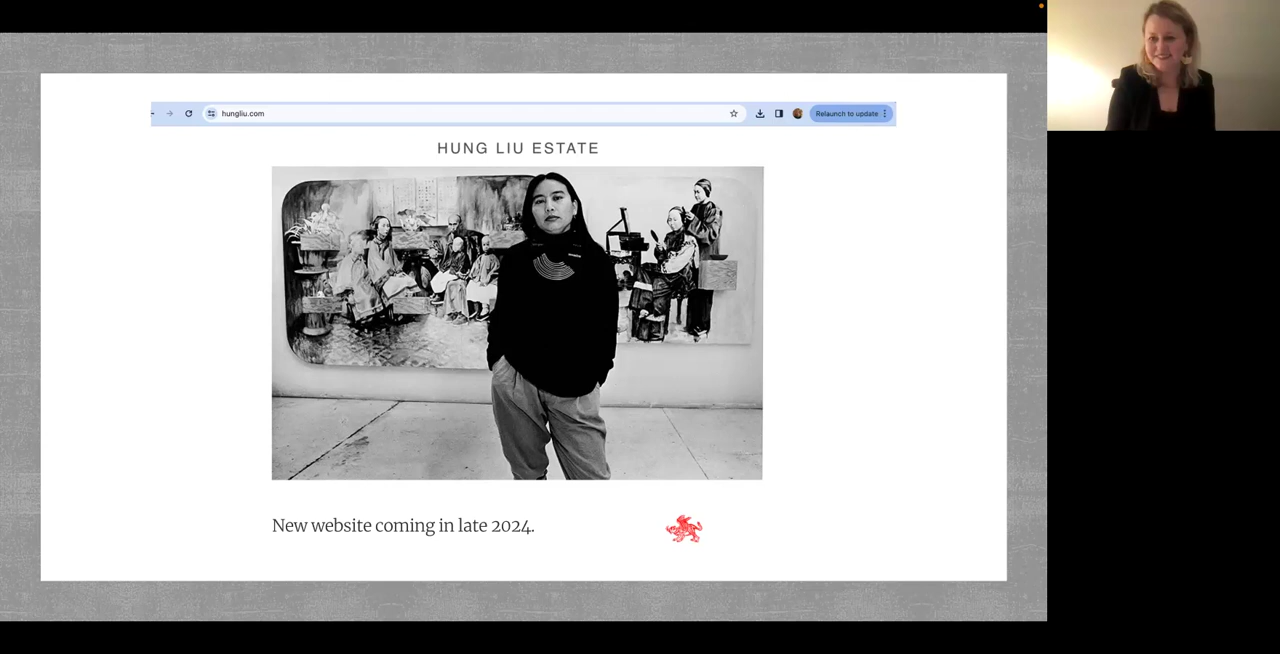 hungliu.com
Relaunch to update
HUNG LIU ESTATE
New website coming in late 2024.